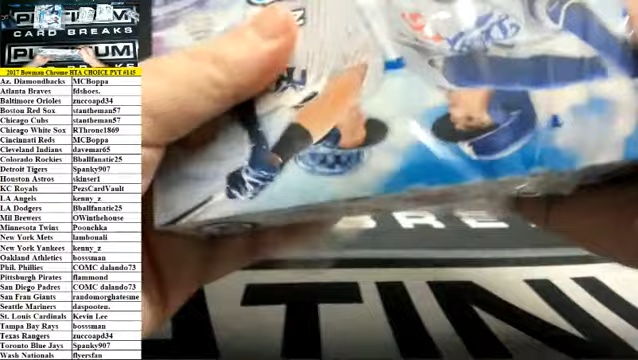 PLATINUM
CARD BREAKS
PLATINUM
2017 Bowman Chrome HTA CHOICE PYT #145
Az. Diamondbacks MCBoppa
Atlanta Braves fdshoes.
Baltimore Orioles zuccoapd34
Boston Red Sox stantheman57
Chicago Cubs stantheman57
Chicago White Sox RThrone1869
Cincinnati Reds MCBoppa
Cleveland Indians davemar65
Colorado Rockies Bballfanatic25
Detroit Tigers Spanky907
Houston Astros skinser1
KC Royals PezsCardVault
LA Angels kenny_z
LA Dodgers Bballfanatic25
Mil Brewers OWinthehouse
Minnesota Twins Poonchka
New York Mets lambonali
New York Yankees kenny_z
Oakland Athletics bosssman
Phil. Phillies COMC dalando73
Pittsburgh Pirates flammond
San Diego Padres COMC dalando73
San Fran Giants randomorghatesme
Seattle Mariners daspooten.
St. Louis Cardinals Kevin Lee
Tampa Bay Rays bosssman
Texas Rangers zuccoapd34
Toronto Blue Jays Spanky907
Wash Nationals flyersfan
BRE
ATINU